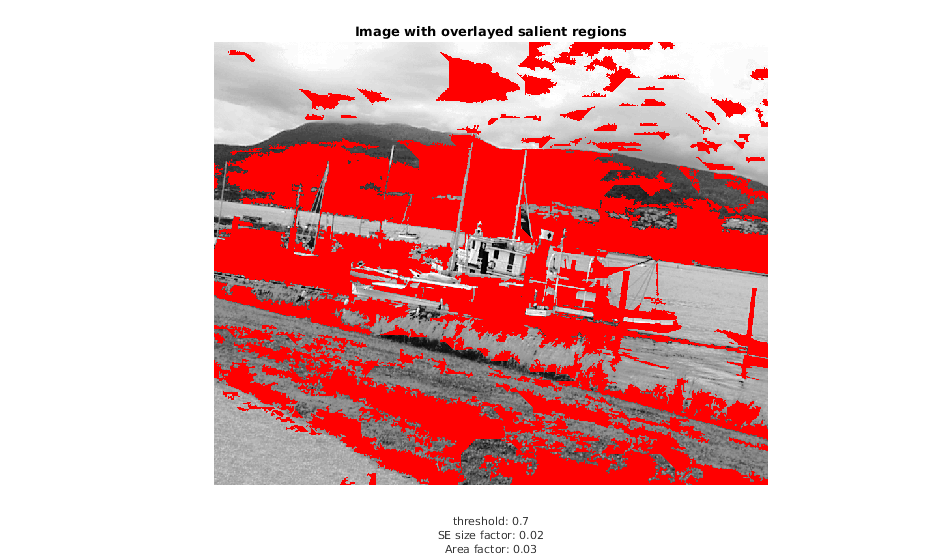 Image with overlayed salient regions
threshold: 0.7
SE size factor: 0.02
Area factor: 0.03